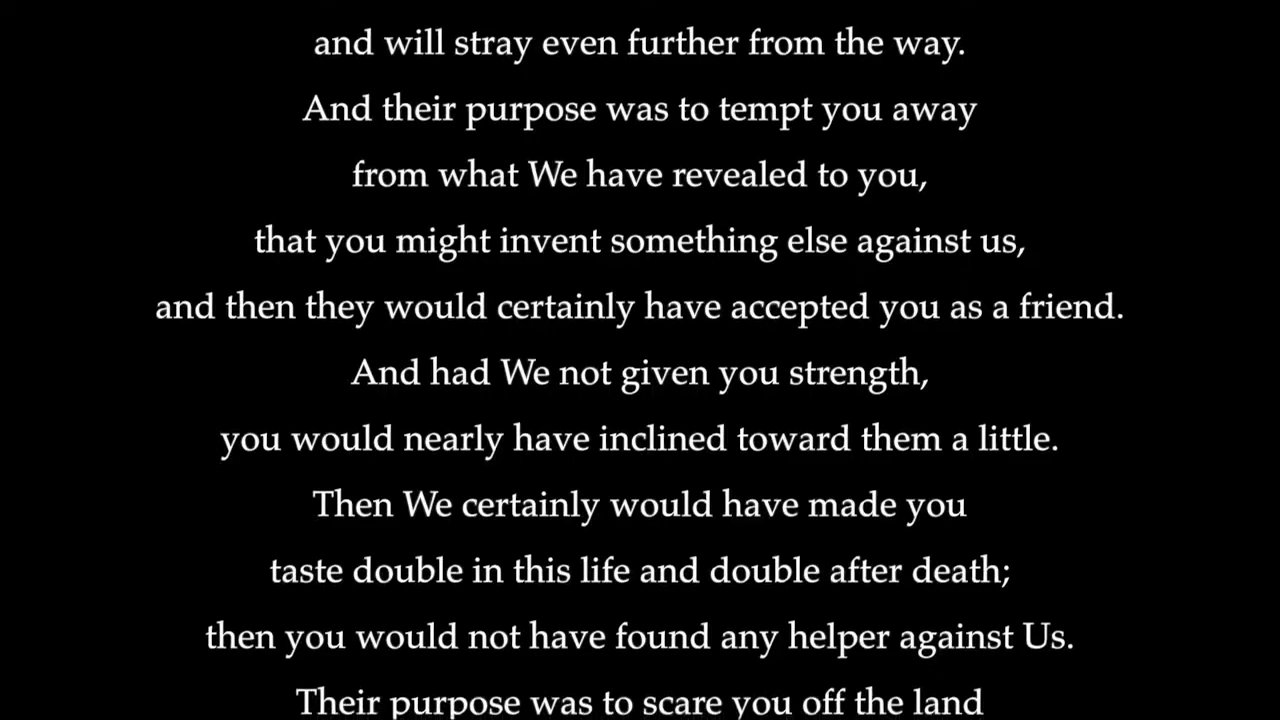 and will stray even further from the way.
And their purpose was to tempt you away
from what We have revealed to you,
that you might invent something else against us,
and then they would certainly have accepted you as a friend.
And had We not given you strength,
you would nearly have inclined toward them a little.
Then We certainly would have made you
taste double in this life and double after death;
then you would not have found any helper against Us.
Their purpose was to scare you off the land